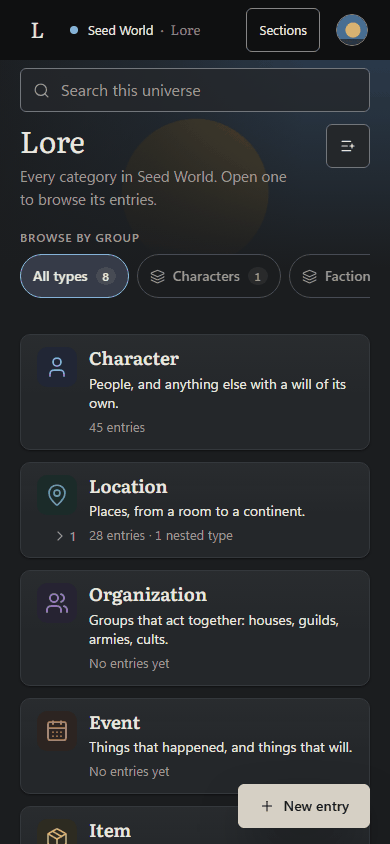 L
Seed World · Lore
Sections
Search this universe
Lore
Every category in Seed World. Open one
to browse its entries.
BROWSE BY GROUP
All types 8
Characters 1
Faction
Character
People, and anything else with a will of its
own.
45 entries
Location
Places, from a room to a continent.
1
28 entries · 1 nested type
Organization
Groups that act together: houses, guilds,
armies, cults.
No entries yet
Event
Things that happened, and things that will.
No entries yet
New entry
Item